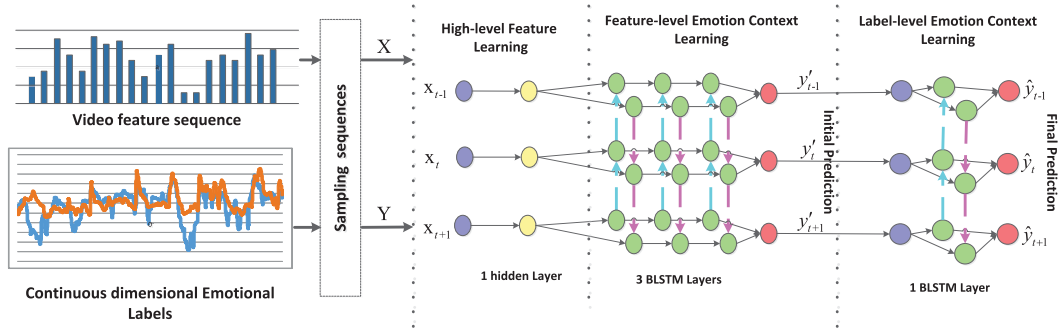 Video feature sequence
Continuous dimensional Emotional
Labels
Sampling sequences
X
Y
High-level Feature
Learning
x_{t-1}
x_t
x_{t+1}
1 hidden Layer
Feature-level Emotion Context
Learning
3 BLSTM Layers
y'_{t-1}
y'_t
y'_{t+1}
Initial Prediction
Label-level Emotion Context
Learning
1 BLSTM Layer
ŷ_{t-1}
ŷ_t
ŷ_{t+1}
Final Prediction